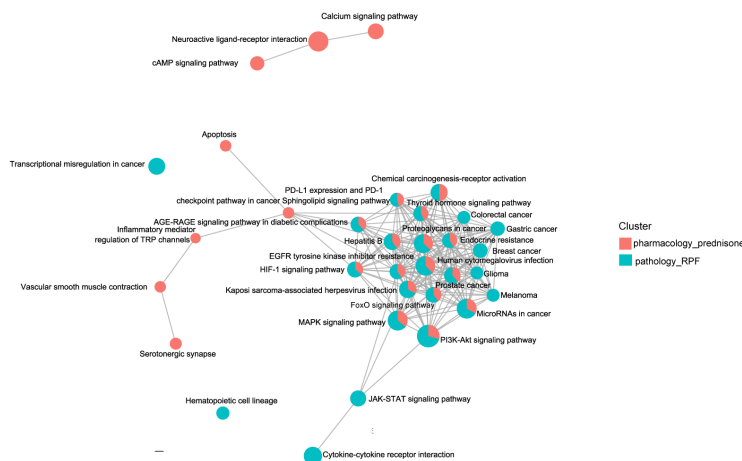 Calcium signaling pathway
Neuroactive ligand-receptor interaction
cAMP signaling pathway
Apoptosis
Transcriptional misregulation in cancer
Chemical carcinogenesis-receptor activation
PD-L1 expression and PD-1
checkpoint pathway in cancer
Sphingolipid signaling pathway
Thyroid hormone signaling pathway
Colorectal cancer
AGE-RAGE signaling pathway in diabetic complications
Proteoglycans in cancer
Gastric cancer
Inflammatory mediator
regulation of TRP channels
Hepatitis B
Endocrine resistance
Breast cancer
EGFR tyrosine kinase inhibitor resistance
Human cytomegalovirus infection
HIF-1 signaling pathway
Glioma
Vascular smooth muscle contraction
Kaposi sarcoma-associated herpesvirus infection
Prostate cancer
Melanoma
FoxO signaling pathway
MicroRNAs in cancer
MAPK signaling pathway
PI3K-Akt signaling pathway
Serotonergic synapse
Hematopoietic cell lineage
JAK-STAT signaling pathway
Cytokine-cytokine receptor interaction
Cluster
pharmacology_prednisone
pathology_RPF